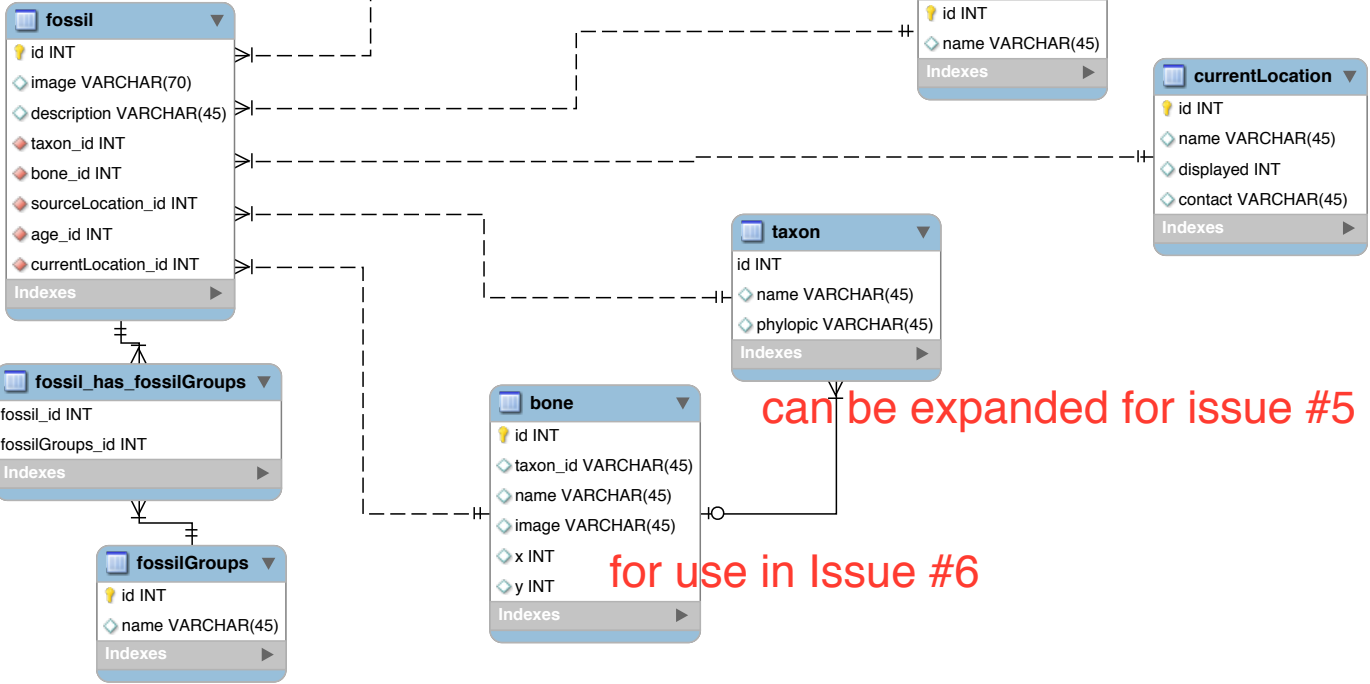 fossil
id INT
image VARCHAR(70)
description VARCHAR(45)
taxon_id INT
bone_id INT
sourceLocation_id INT
age_id INT
currentLocation_id INT
Indexes
id INT
name VARCHAR(45)
Indexes
currentLocation
id INT
name VARCHAR(45)
displayed INT
contact VARCHAR(45)
Indexes
taxon
id INT
name VARCHAR(45)
phylopic VARCHAR(45)
Indexes
can be expanded for issue #5
fossil_has_fossilGroups
fossil_id INT
fossilGroups_id INT
Indexes
bone
id INT
taxon_id VARCHAR(45)
name VARCHAR(45)
image VARCHAR(45)
x INT
y INT
Indexes
for use in Issue #6
fossilGroups
id INT
name VARCHAR(45)
Indexes